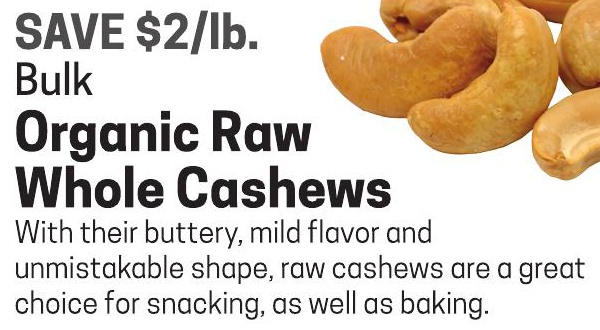 SAVE $2/lb.
Bulk
Organic Raw
Whole Cashews
With their buttery, mild flavor and
unmistakable shape, raw cashews are a great
choice for snacking, as well as baking.